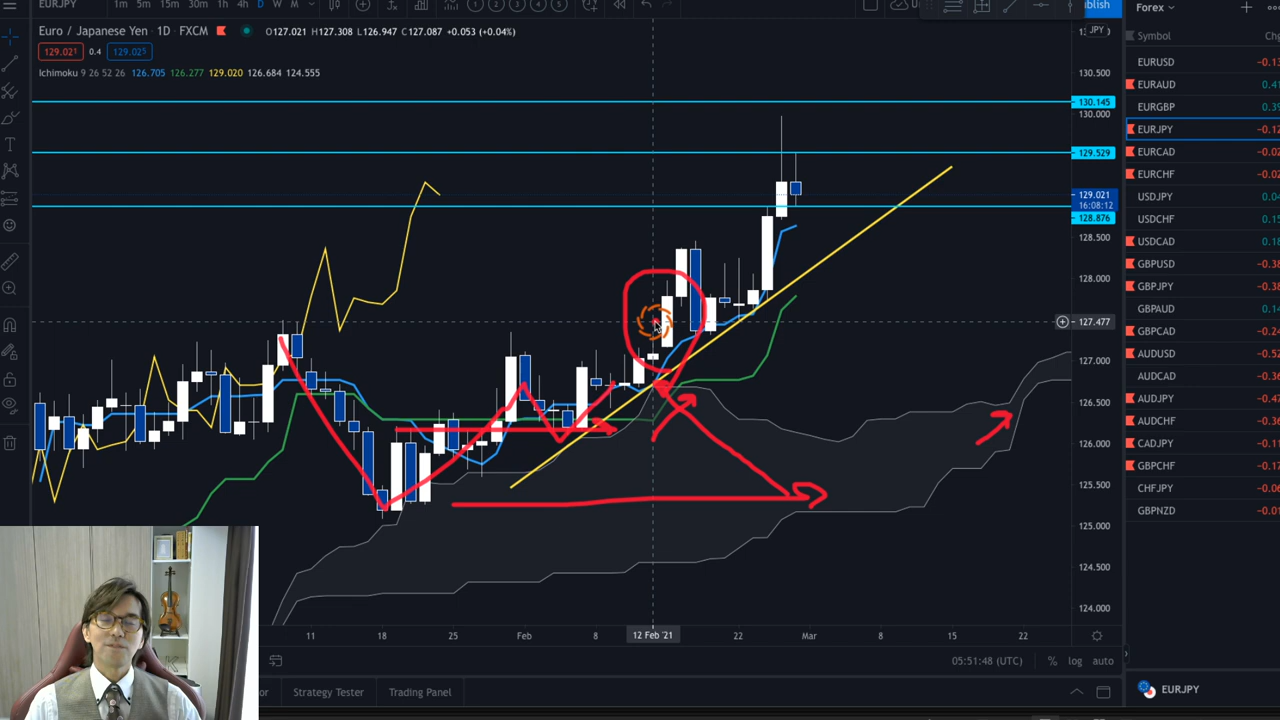 EURJPY 1m 5m 15m 30m 1h 4h D W M 1 2 3 4 5
Forex
Euro / Japanese Yen · 1D · FXCM O127.021 H127.308 L126.947 C127.087 +0.053 (+0.04%)
JPY
129.021 0.4 129.025
Ichimoku 9 26 52 26 126.705 126.277 129.020 126.684 124.555
130.500
130.145
130.000
129.529
129.021
16:08:12
128.876
128.500
128.000
127.477
127.000
126.500
126.000
125.500
125.000
124.500
124.000
11 18 25 Feb 8 12 Feb '21 22 Mar 8 15 22
05:51:48 (UTC) % log auto
Strategy Tester Trading Panel
Symbol
EURUSD
EURAUD
EURGBP
EURJPY
EURCAD
EURCHF
USDJPY
USDCHF
USDCAD
GBPUSD
GBPJPY
GBPAUD
GBPCAD
AUDUSD
AUDCAD
AUDJPY
AUDCHF
CADJPY
GBPCHF
CHFJPY
GBPNZD
EURJPY